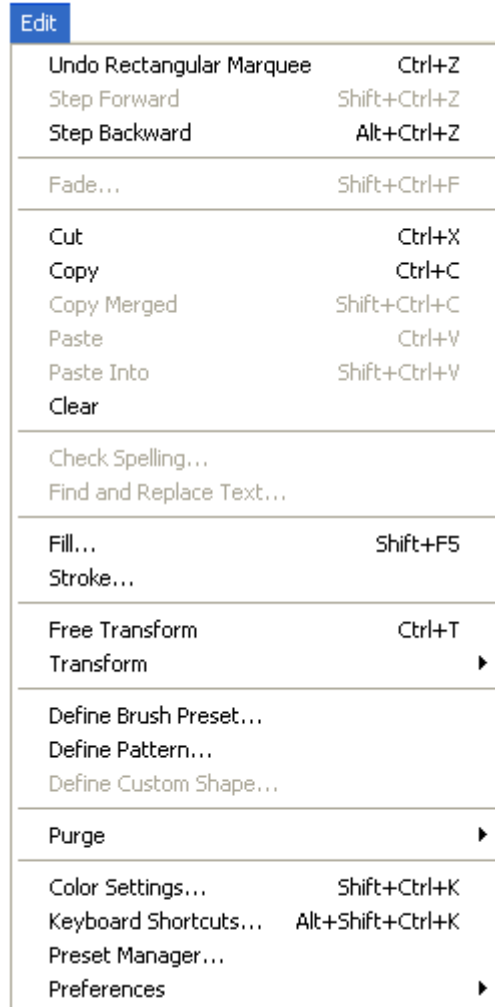 Edit
Undo Rectangular Marquee Ctrl+Z
Step Forward Shift+Ctrl+Z
Step Backward Alt+Ctrl+Z
Fade... Shift+Ctrl+F
Cut Ctrl+X
Copy Ctrl+C
Copy Merged Shift+Ctrl+C
Paste Ctrl+V
Paste Into Shift+Ctrl+V
Clear
Check Spelling...
Find and Replace Text...
Fill... Shift+F5
Stroke...
Free Transform Ctrl+T
Transform
Define Brush Preset...
Define Pattern...
Define Custom Shape...
Purge
Color Settings... Shift+Ctrl+K
Keyboard Shortcuts... Alt+Shift+Ctrl+K
Preset Manager...
Preferences